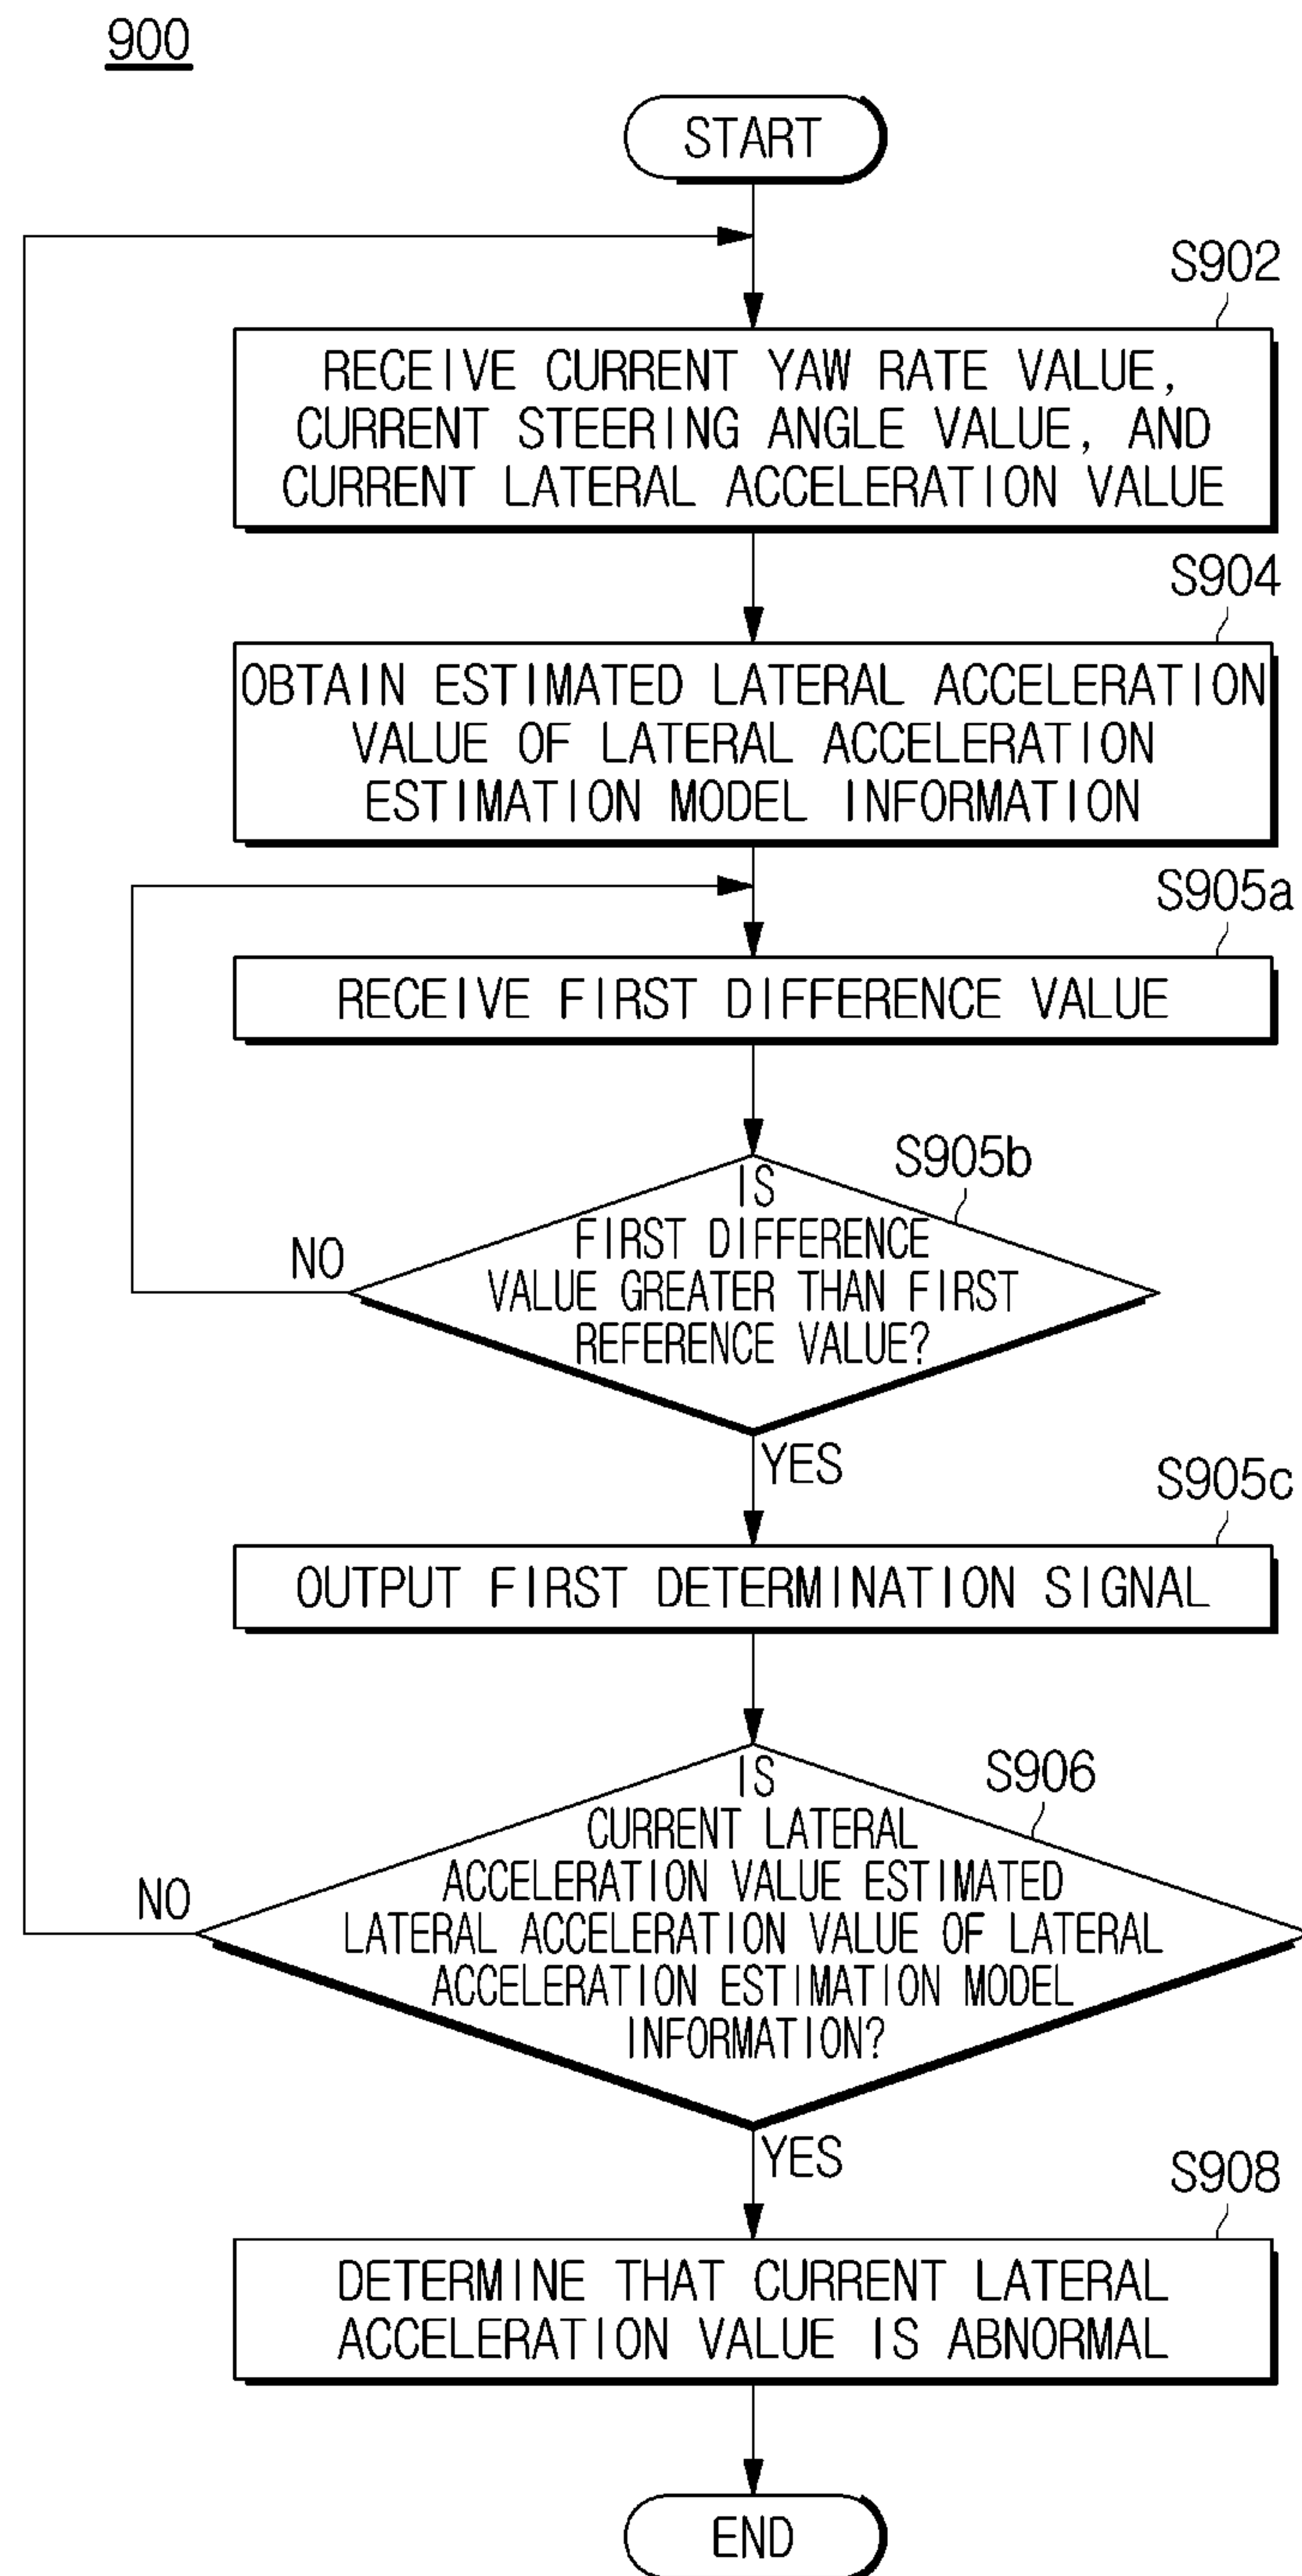 900
START
S902
RECEIVE CURRENT YAW RATE VALUE,
CURRENT STEERING ANGLE VALUE, AND
CURRENT LATERAL ACCELERATION VALUE
S904
OBTAIN ESTIMATED LATERAL ACCELERATION
VALUE OF LATERAL ACCELERATION
ESTIMATION MODEL INFORMATION
S905a
RECEIVE FIRST DIFFERENCE VALUE
S905b
IS
FIRST DIFFERENCE
VALUE GREATER THAN FIRST
REFERENCE VALUE?
NO
YES
S905c
OUTPUT FIRST DETERMINATION SIGNAL
S906
IS
CURRENT LATERAL
ACCELERATION VALUE ESTIMATED
LATERAL ACCELERATION VALUE OF LATERAL
ACCELERATION ESTIMATION MODEL
INFORMATION?
NO
YES
S908
DETERMINE THAT CURRENT LATERAL
ACCELERATION VALUE IS ABNORMAL
END